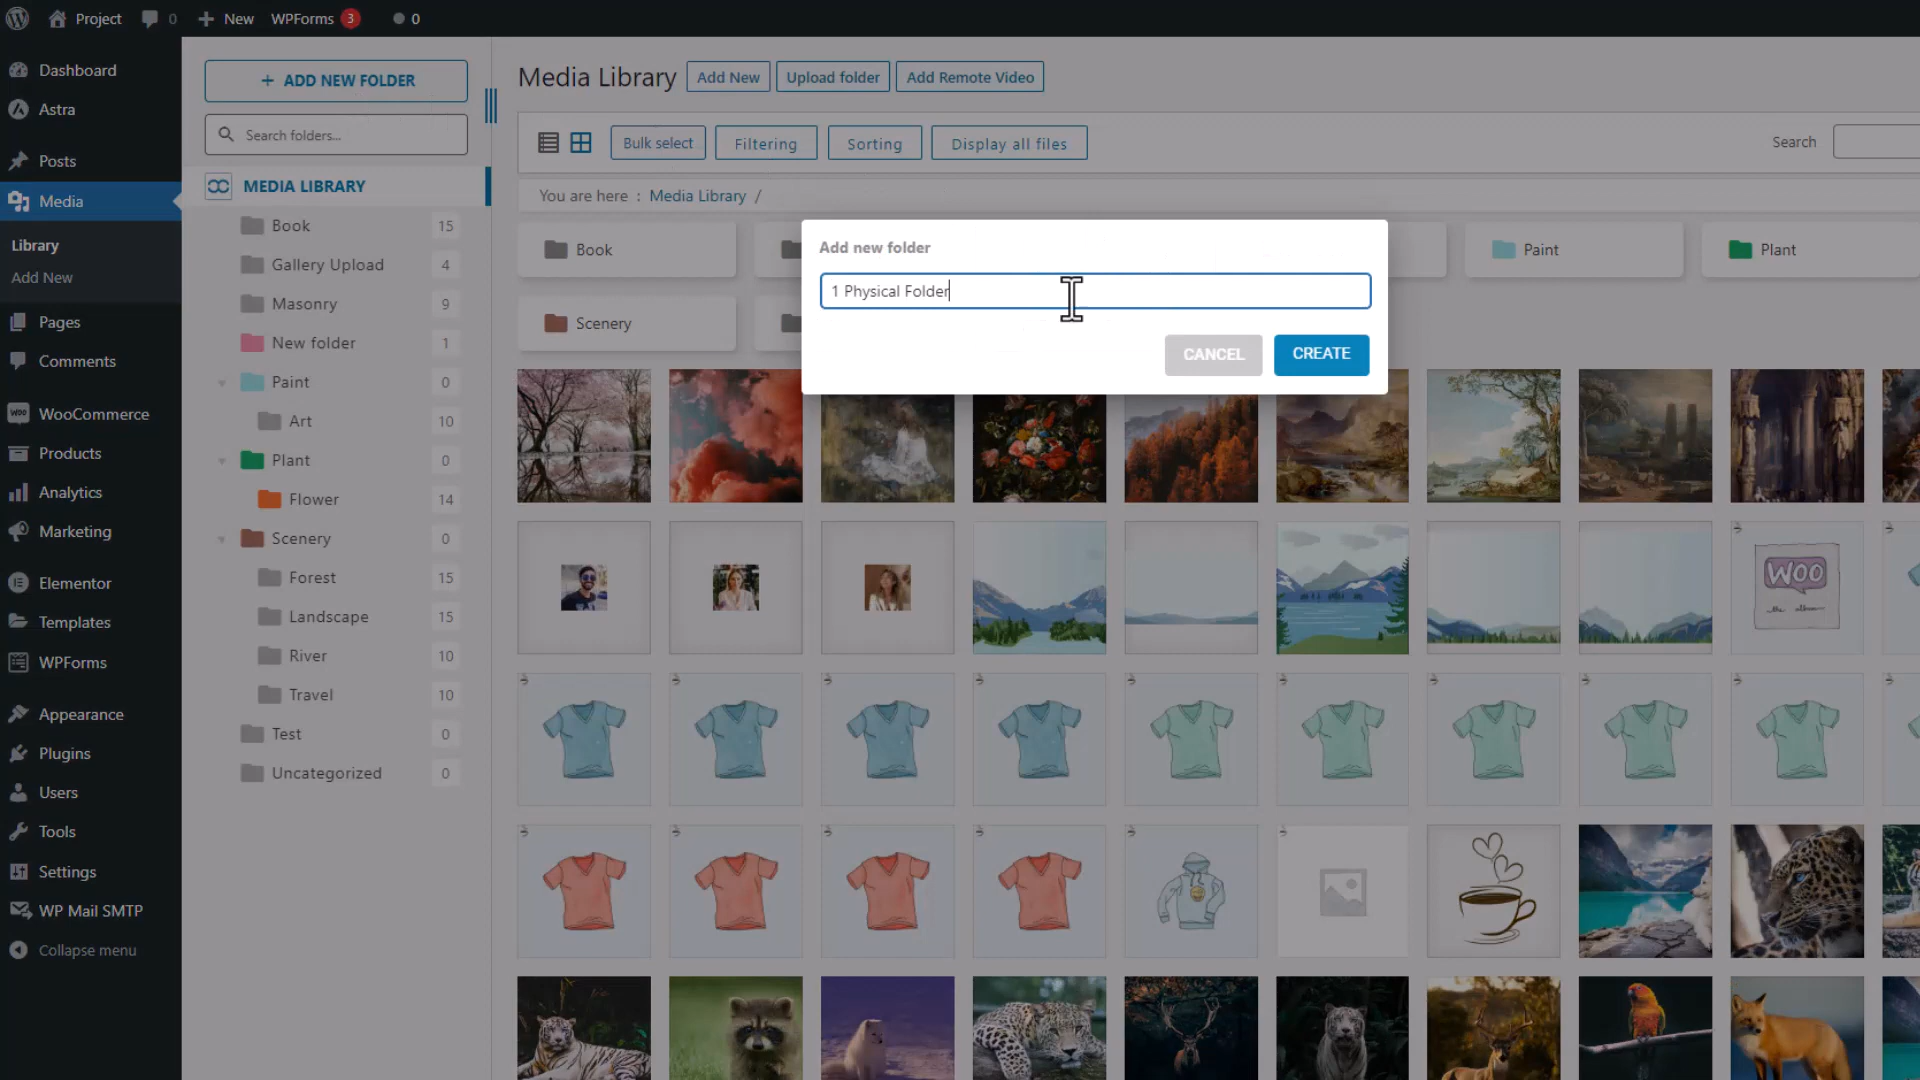 Project 0 New WPForms 3 0
Dashboard
Astra
Posts
Media
Library
Add New
Pages
Comments
WooCommerce
Products
Analytics
Marketing
Elementor
Templates
WPForms
Appearance
Plugins
Users
Tools
Settings
WP Mail SMTP
Collapse menu
+ ADD NEW FOLDER
Search folders...
MEDIA LIBRARY
Book 15
Gallery Upload 4
Masonry 9
New folder 1
Paint 0
Art 10
Plant 0
Flower 14
Scenery 0
Forest 15
Landscape 15
River 10
Travel 10
Test 0
Uncategorized 0
Media Library Add New Upload folder Add Remote Video
Bulk select Filtering Sorting Display all files Search
You are here : Media Library /
Book Paint Plant
Scenery
Add new folder
1 Physical Folder
CANCEL CREATE
WOO